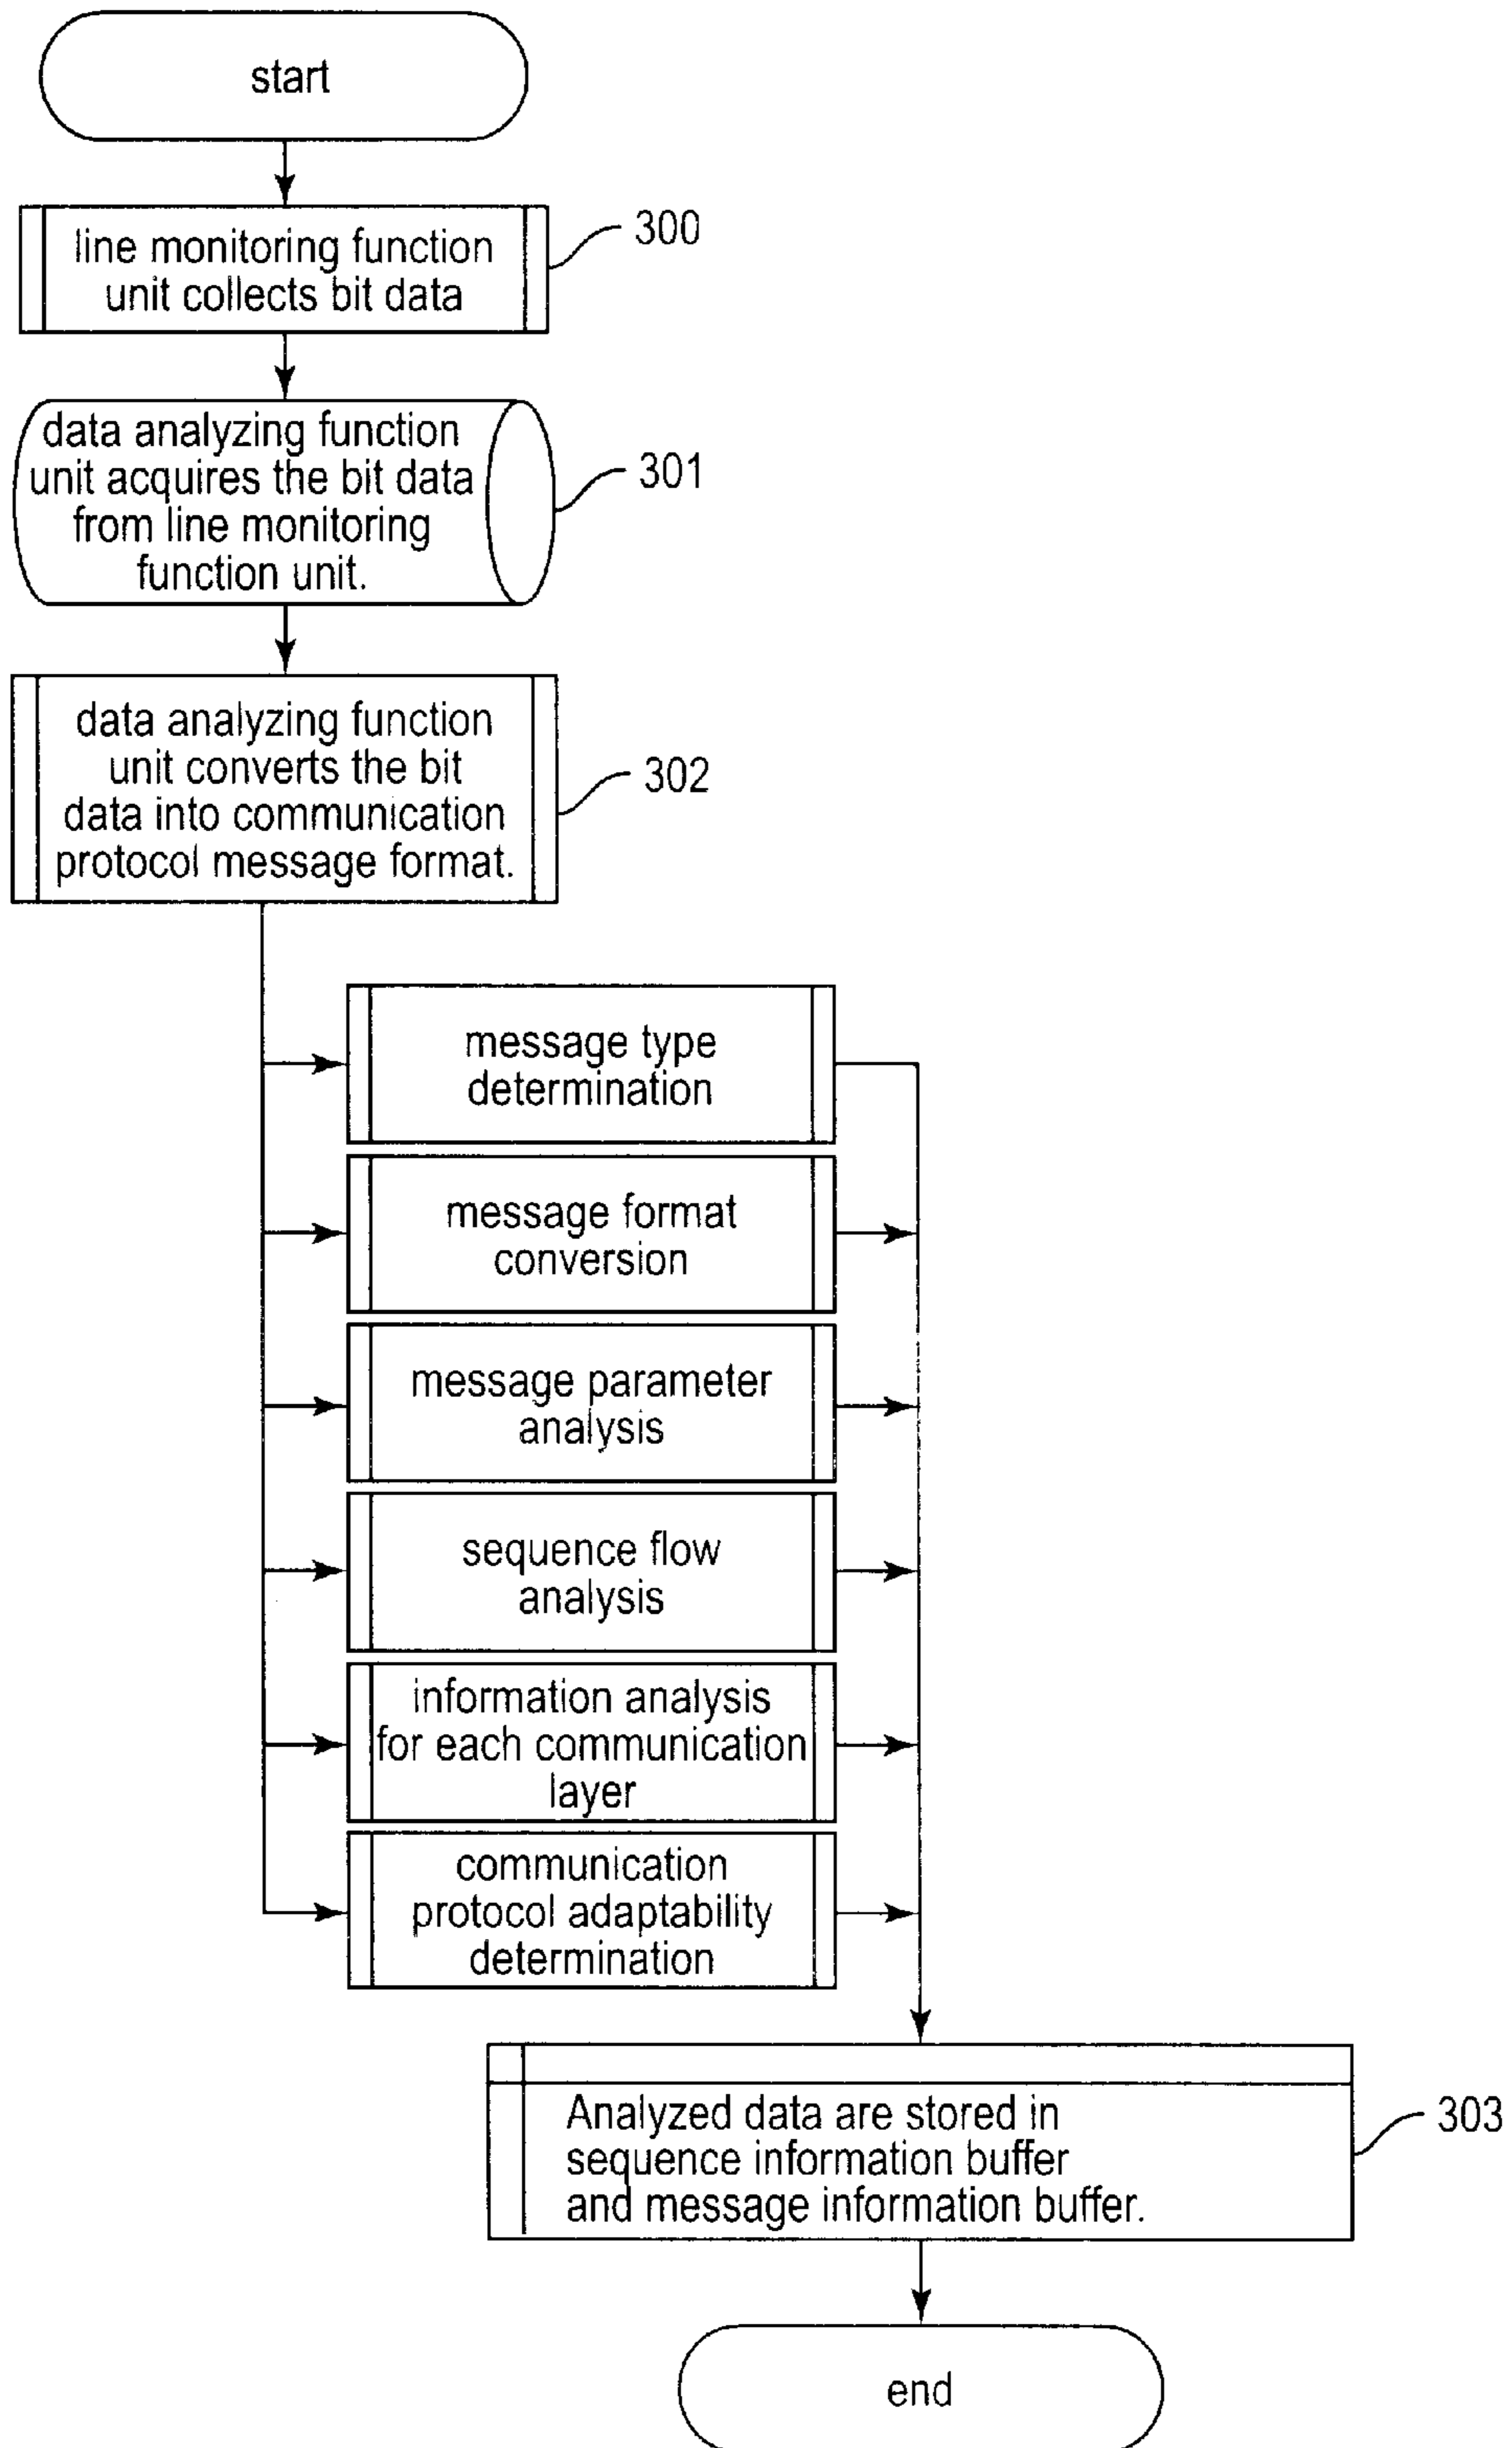 start
line monitoring function
unit collects bit data
300
data analyzing function
unit acquires the bit data
from line monitoring
function unit.
301
data analyzing function
unit converts the bit
data into communication
protocol message format.
302
message type
determination
message format
conversion
message parameter
analysis
sequence flow
analysis
information analysis
for each communication
layer
communication
protocol adaptability
determination
Analyzed data are stored in
sequence information buffer
and message information buffer.
303
end